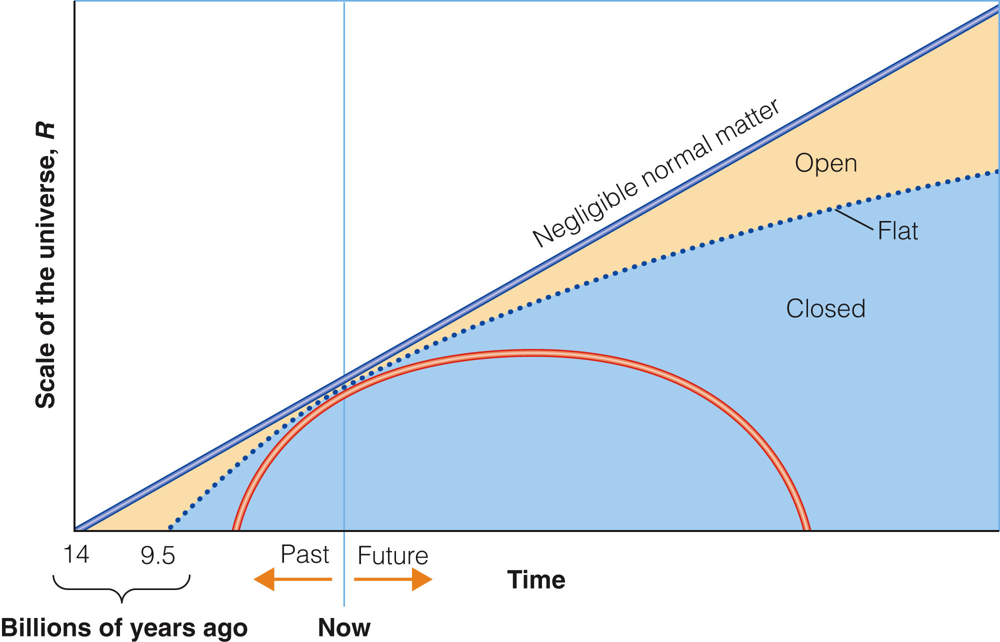 Scale of the universe, R
Negligible normal matter
Open
Flat
Closed
14
9.5
Past
Future
Time
Billions of years ago
Now